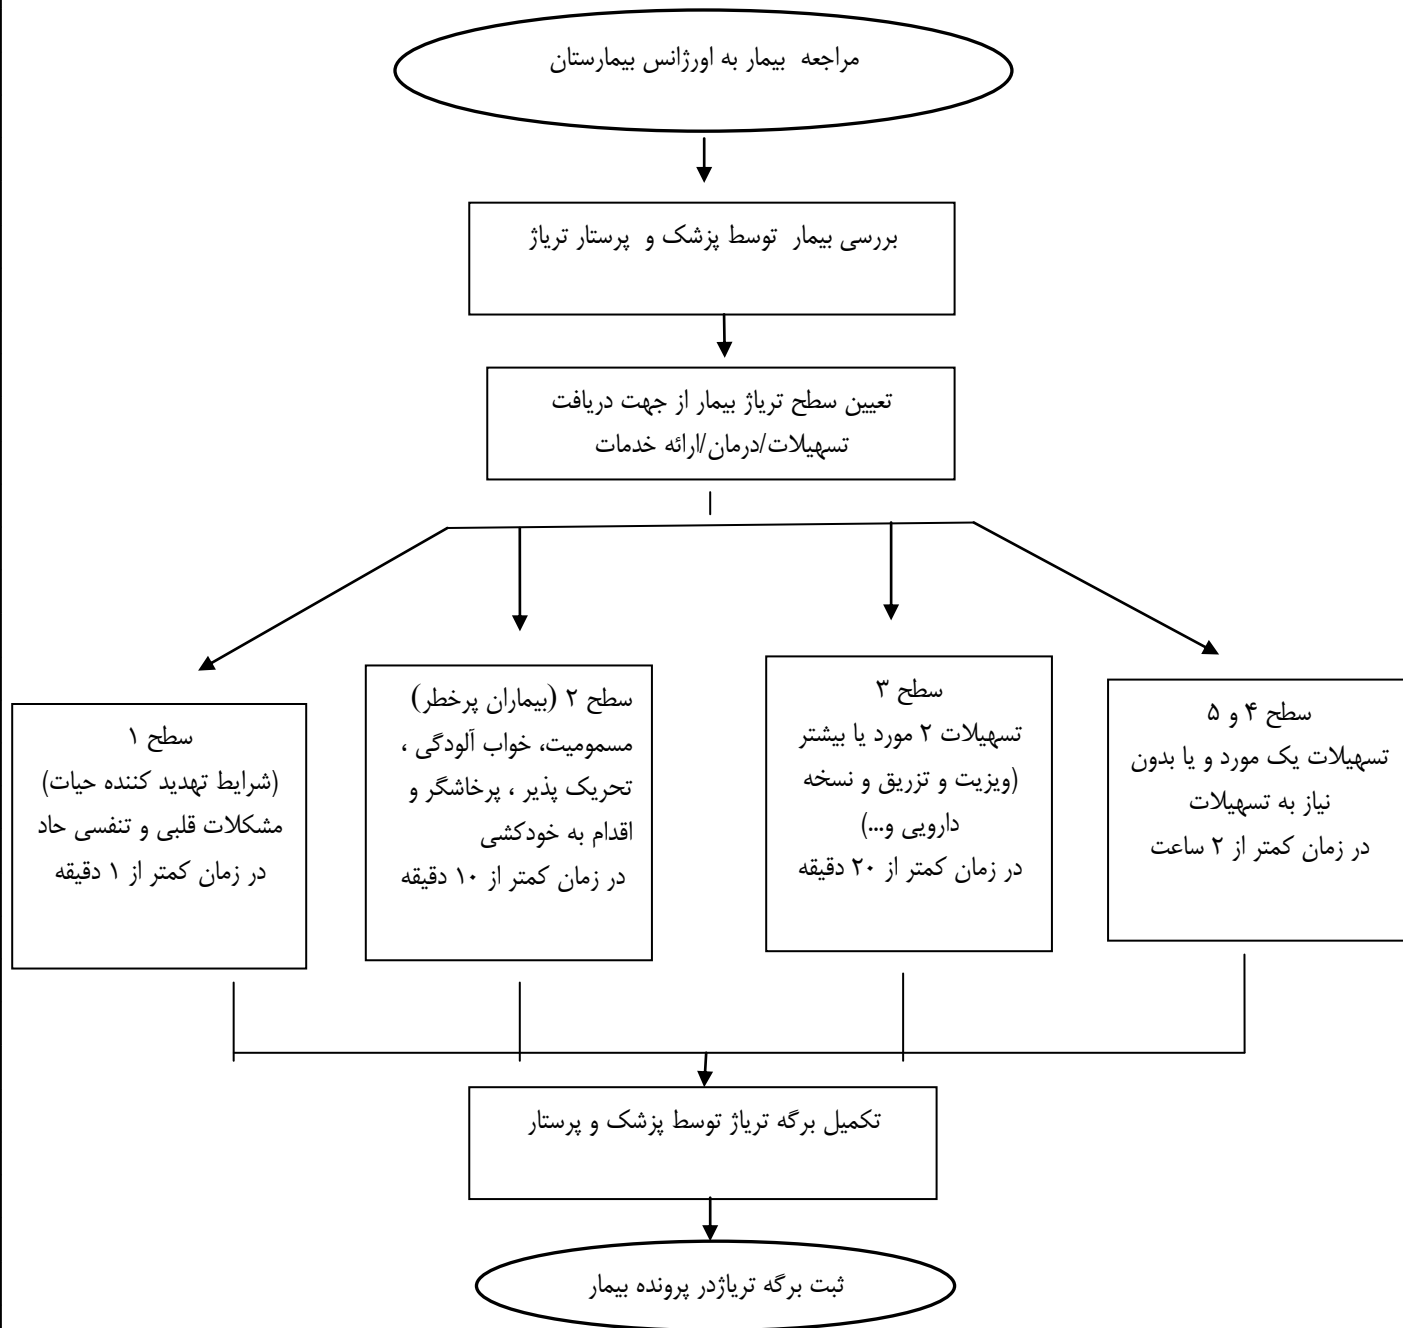 مراجعه بیمار به اورژانس بیمارستان
بررسی بیمار توسط پزشک و پرستار تریاژ
تعیین سطح تریاژ بیمار از جهت دریافت
تسهیلات/درمان/ارائه خدمات
سطح ۱
(شرایط تهدید کننده حیات)
مشکلات قلبی و تنفسی حاد
در زمان کمتر از ۱ دقیقه
سطح ۲ (بیماران پرخطر)
مسمومیت، خواب آلودگی ،
تحریک پذیر ، پرخاشگر و
اقدام به خودکشی
در زمان کمتر از ۱۰ دقیقه
سطح ۳
تسهیلات ۲ مورد یا بیشتر
(ویزیت و تزریق و نسخه
دارویی و...)
در زمان کمتر از ۲۰ دقیقه
سطح ۴ و ۵
تسهیلات یک مورد و یا بدون
نیاز به تسهیلات
در زمان کمتر از ۲ ساعت
تکمیل برگه تریاژ توسط پزشک و پرستار
ثبت برگه تریاژدر پرونده بیمار